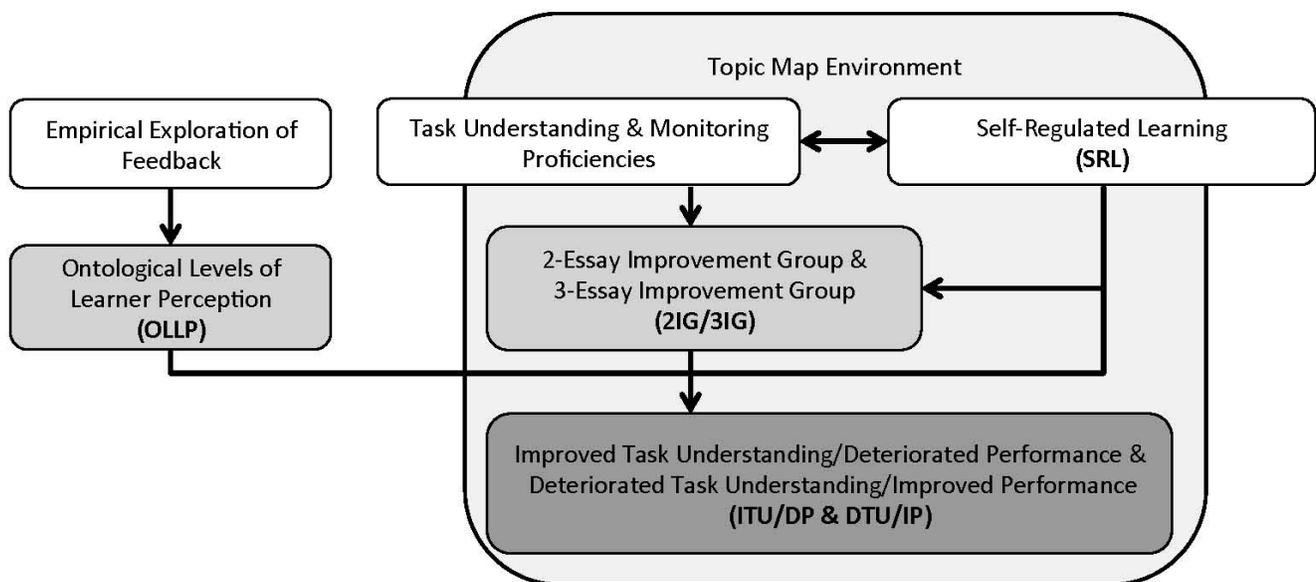 Topic Map Environment
Empirical Exploration of
Feedback
Task Understanding & Monitoring
Proficiencies
Self-Regulated Learning
(SRL)
Ontological Levels of
Learner Perception
(OLLP)
2-Essay Improvement Group &
3-Essay Improvement Group
(2IG/3IG)
Improved Task Understanding/Deteriorated Performance &
Deteriorated Task Understanding/Improved Performance
(ITU/DP & DTU/IP)